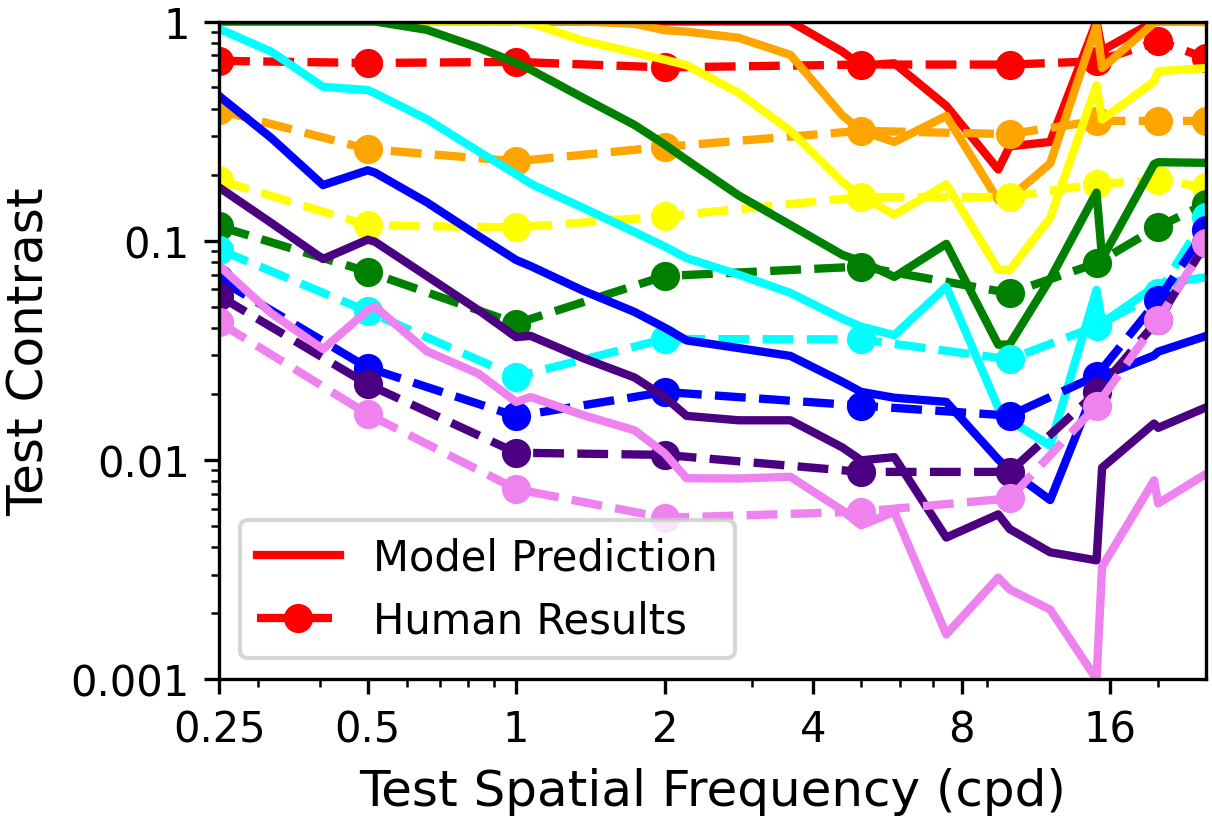 1
0.1
0.01
0.001
Test Contrast
Model Prediction
Human Results
0.25 0.5 1 2 4 8 16
Test Spatial Frequency (cpd)